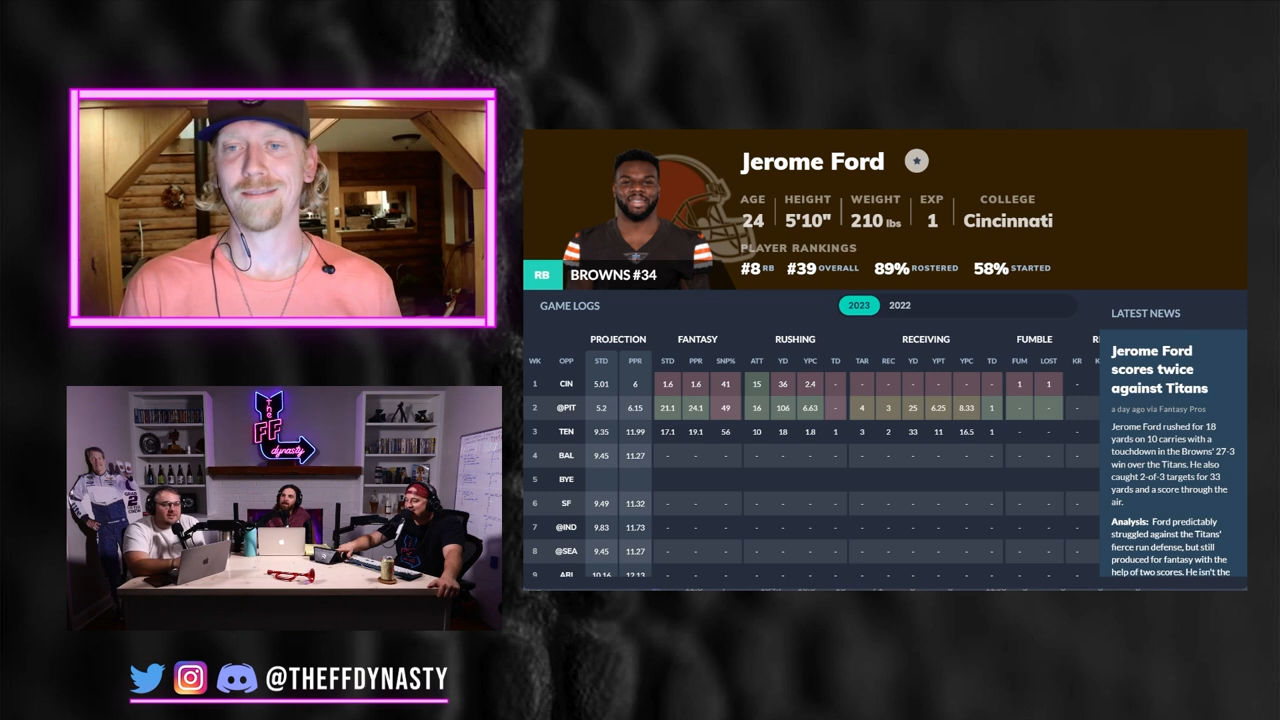 Jerome Ford
AGE HEIGHT WEIGHT EXP COLLEGE
24 5'10" 210 lbs 1 Cincinnati
PLAYER RANKINGS
#8 RB #39 OVERALL 89% ROSTERED 58% STARTED
RB BROWNS #34
GAME LOGS 2023 2022
PROJECTION FANTASY RUSHING RECEIVING FUMBLE
WK OPP STD PPR STD PPR SNP% ATT YD YPC TD TAR REC YD YPT YPC TD FUM LOST KR
1 CIN 5.01 6 1.6 1.6 41 15 36 2.4 - - - - - - - 1 1 -
2 @PIT 5.2 6.15 21.1 24.1 49 16 106 6.63 - 4 3 25 6.25 8.33 1 - - -
3 TEN 9.35 11.99 17.1 19.1 56 10 18 1.8 1 3 2 33 11 16.5 1 - - -
4 BAL 9.45 11.27 - - - - - - - - - - - - - - - -
5 BYE
6 SF 9.49 11.32 - - - - - - - - - - - - - - - -
7 @IND 9.83 11.73 - - - - - - - - - - - - - - - -
8 @SEA 9.45 11.27 - - - - - - - - - - - - - - - -
9 ARI 10.16 12.13
LATEST NEWS
Jerome Ford
scores twice
against Titans
a day ago via Fantasy Pros
Jerome Ford rushed for 18
yards on 10 carries with a
touchdown in the Browns' 27-3
win over the Titans. He also
caught 2-of-3 targets for 33
yards and a score through the
air.
Analysis: Ford predictably
struggled against the Titans'
fierce run defense, but still
produced for fantasy with the
help of two scores. He isn't the
The
FF
dynasty
@THEFFDYNASTY